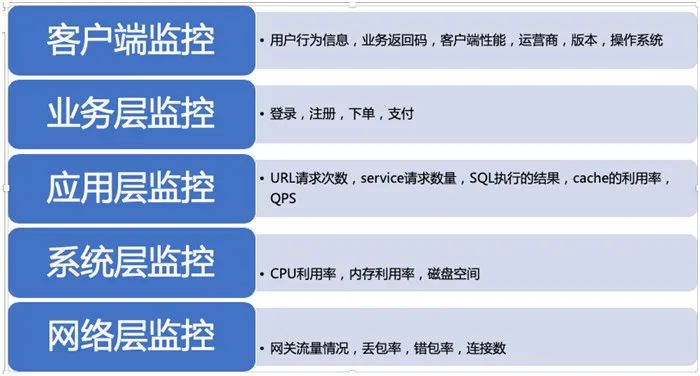 客户端监控
• 用户行为信息，业务返回码，客户端性能，运营商，版本，操作系统
业务层监控
• 登录，注册，下单，支付
应用层监控
• URL请求次数，service请求数量，SQL执行的结果，cache的利用率，
QPS
系统层监控
• CPU利用率，内存利用率，磁盘空间
网络层监控
• 网关流量情况，丢包率，错包率，连接数